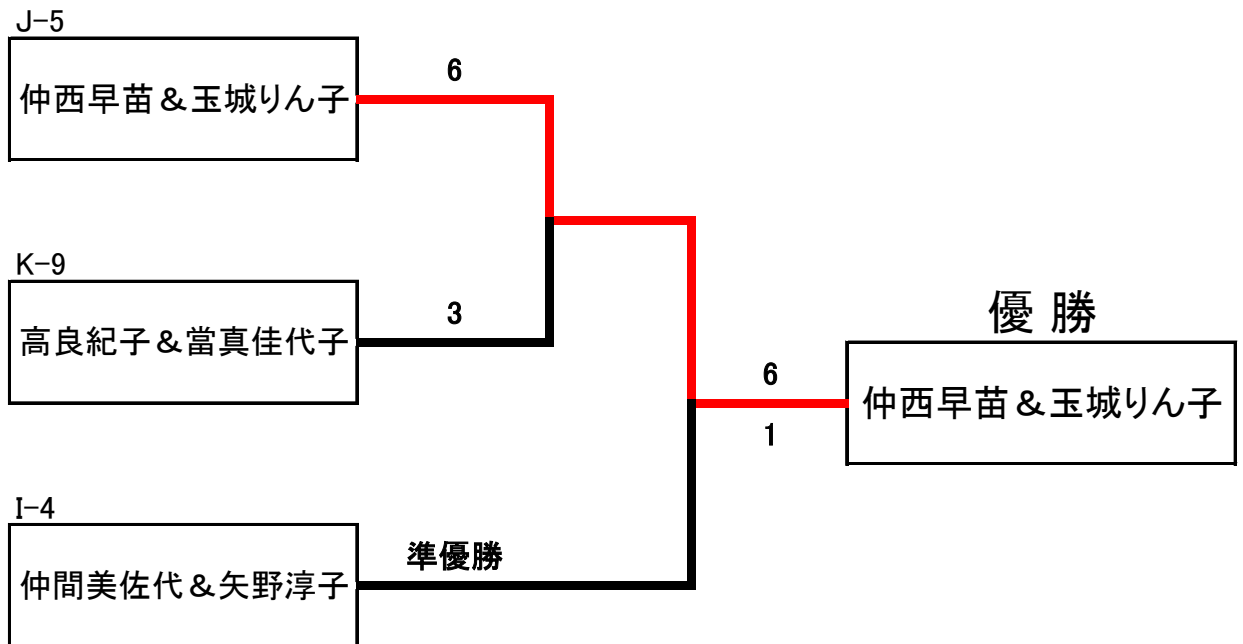 J-5
仲西早苗＆玉城りん子
6
K-9
高良紀子＆當真佳代子
3
優 勝
仲西早苗＆玉城りん子
6
1
I-4
仲間美佐代＆矢野淳子
準優勝